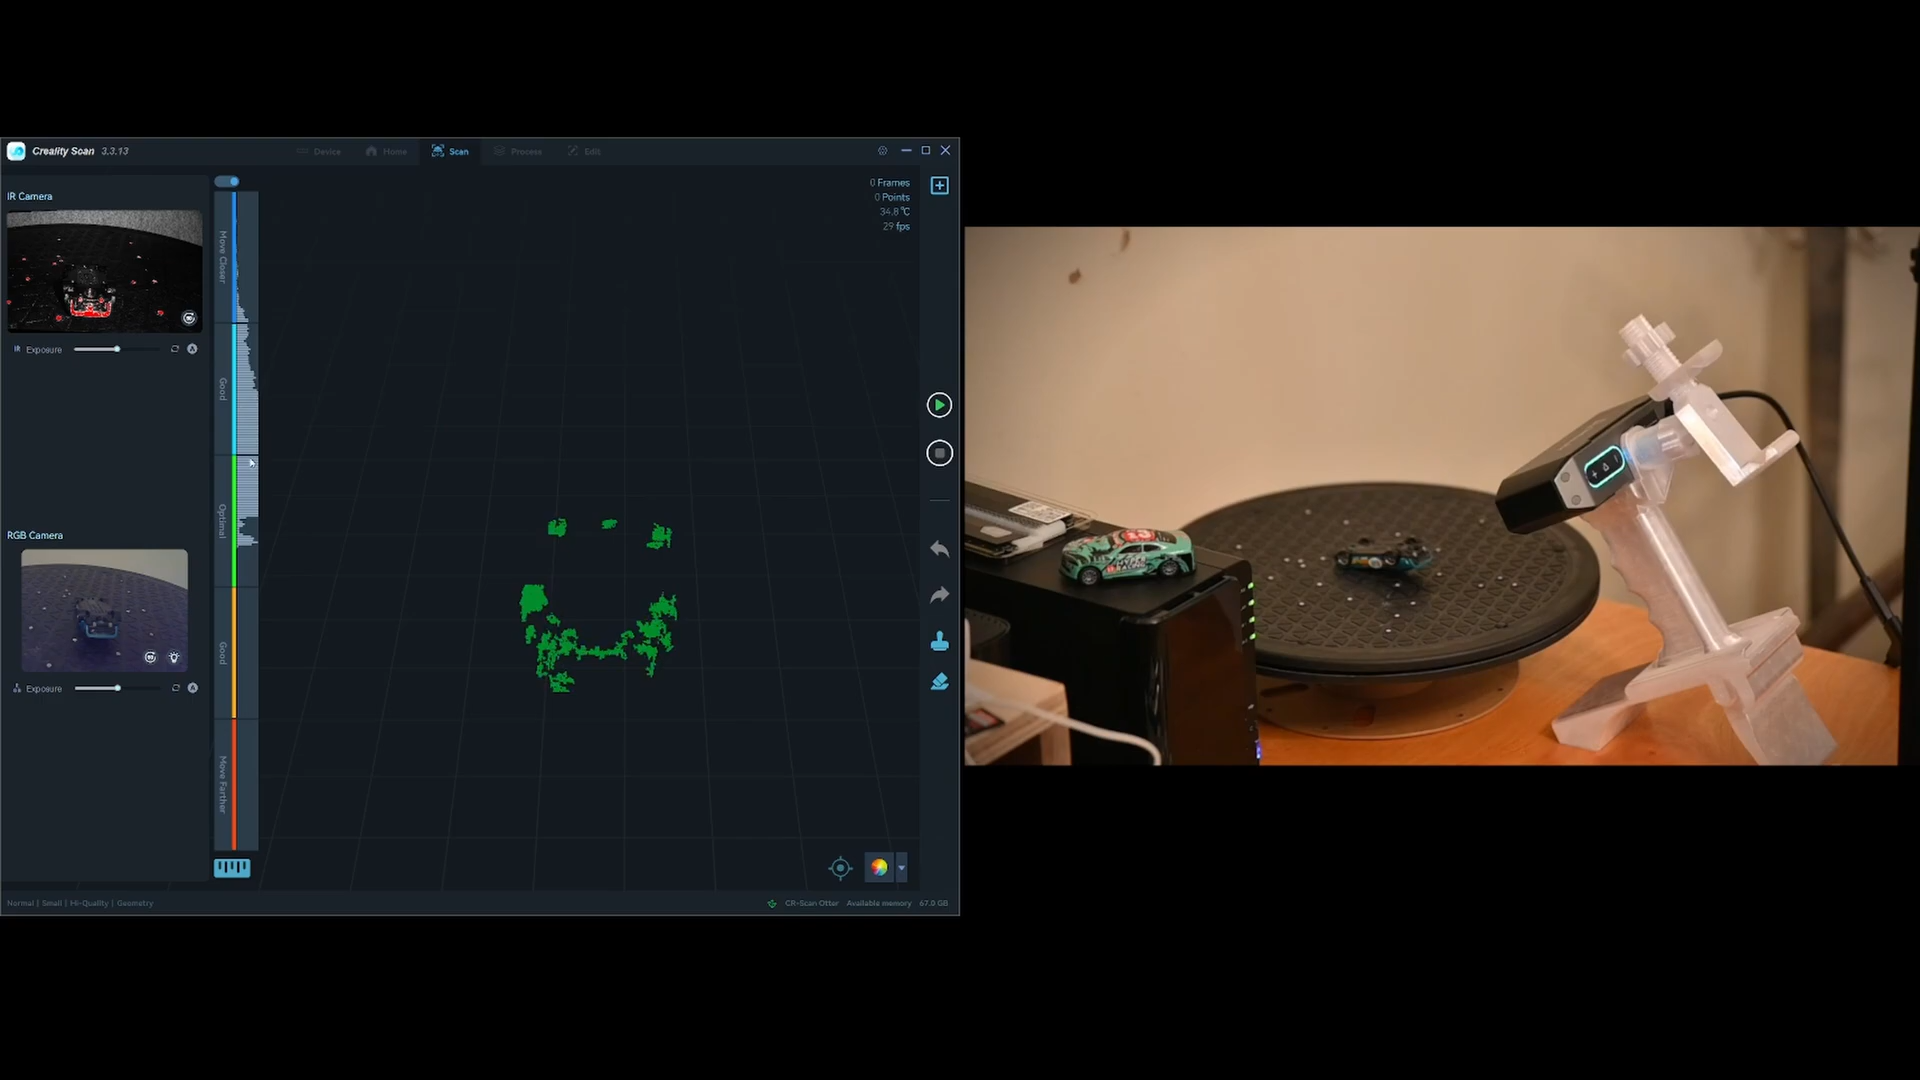 Creality Scan 3.3.13
Device
Home
Scan
Process
Edit
IR Camera
IR Exposure
RGB Camera
Exposure
Move Closer
Good
Optimal
Good
Move Farther
0 Frames
0 Points
34.8 °C
29 fps
Normal | Small | Hi-Quality | Geometry
CR-Scan Otter Available memory 67.0 GB